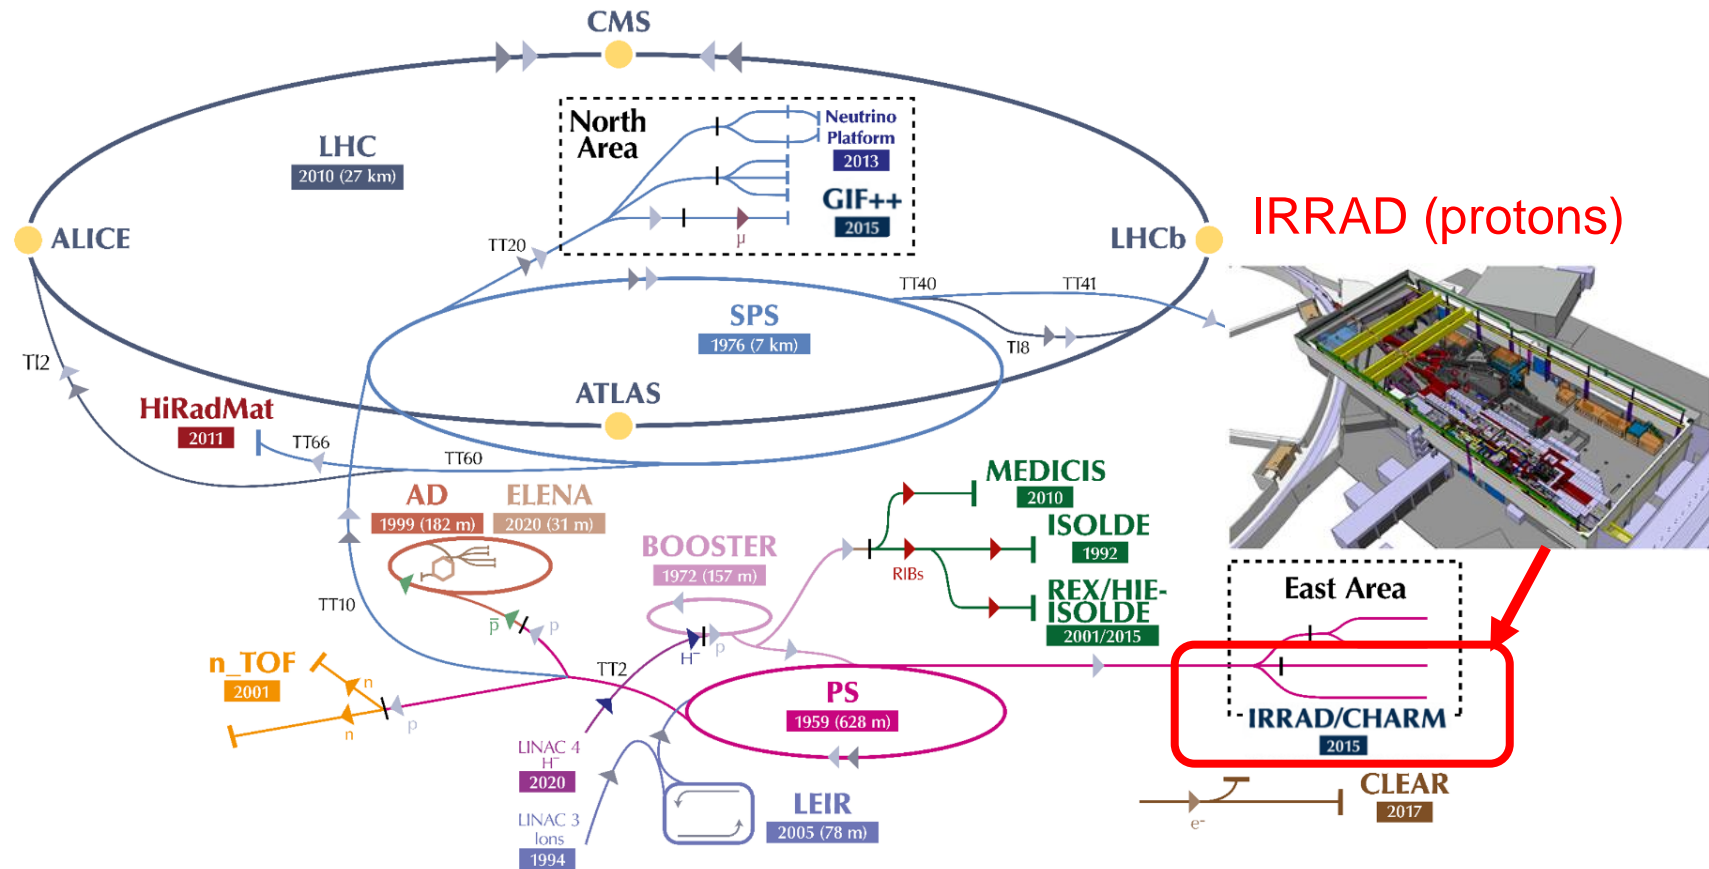 CMS
North
Area
Neutrino
Platform
2013
LHC
2010 (27 km)
GIF++
2015
μ
IRRAD (protons)
ALICE
LHCb
TT20
TT40
TT41
SPS
1976 (7 km)
TI8
TI2
ATLAS
HiRadMat
2011
TT66
TT60
MEDICIS
2010
AD
1999 (182 m)
ELENA
2020 (31 m)
ISOLDE
1992
BOOSTER
1972 (157 m)
RIBs
REX/HIE-
ISOLDE
2001/2015
East Area
TT10
p̅
p
H⁻
p
n_TOF
2001
n
n
p
TT2
PS
1959 (628 m)
IRRAD/CHARM
2015
LINAC 4
H⁻
2020
CLEAR
2017
e-
LINAC 3
Ions
1994
LEIR
2005 (78 m)